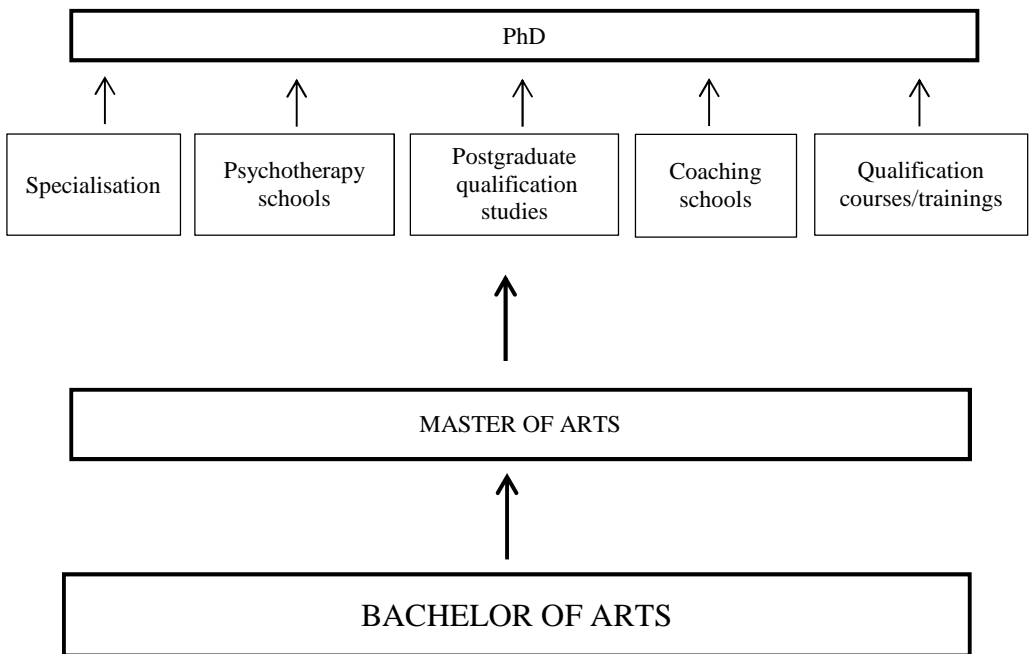 PhD
Specialisation
Psychotherapy
schools
Postgraduate
qualification
studies
Coaching
schools
Qualification
courses/trainings
MASTER OF ARTS
BACHELOR OF ARTS